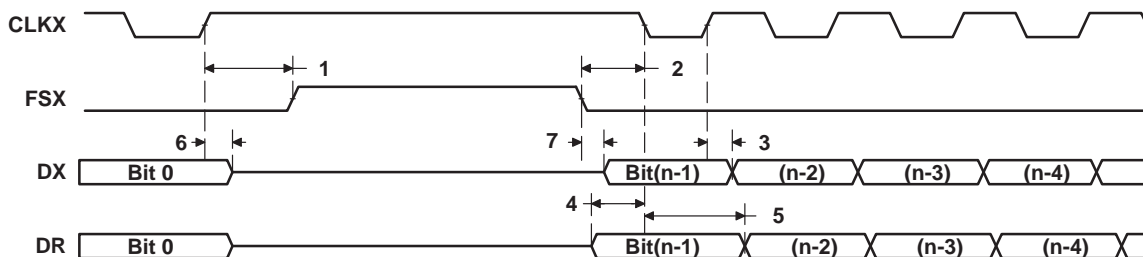 CLKX
1 2
FSX
6 7 3
DX Bit 0 Bit(n-1) (n-2) (n-3) (n-4)
4 5
DR Bit 0 Bit(n-1) (n-2) (n-3) (n-4)